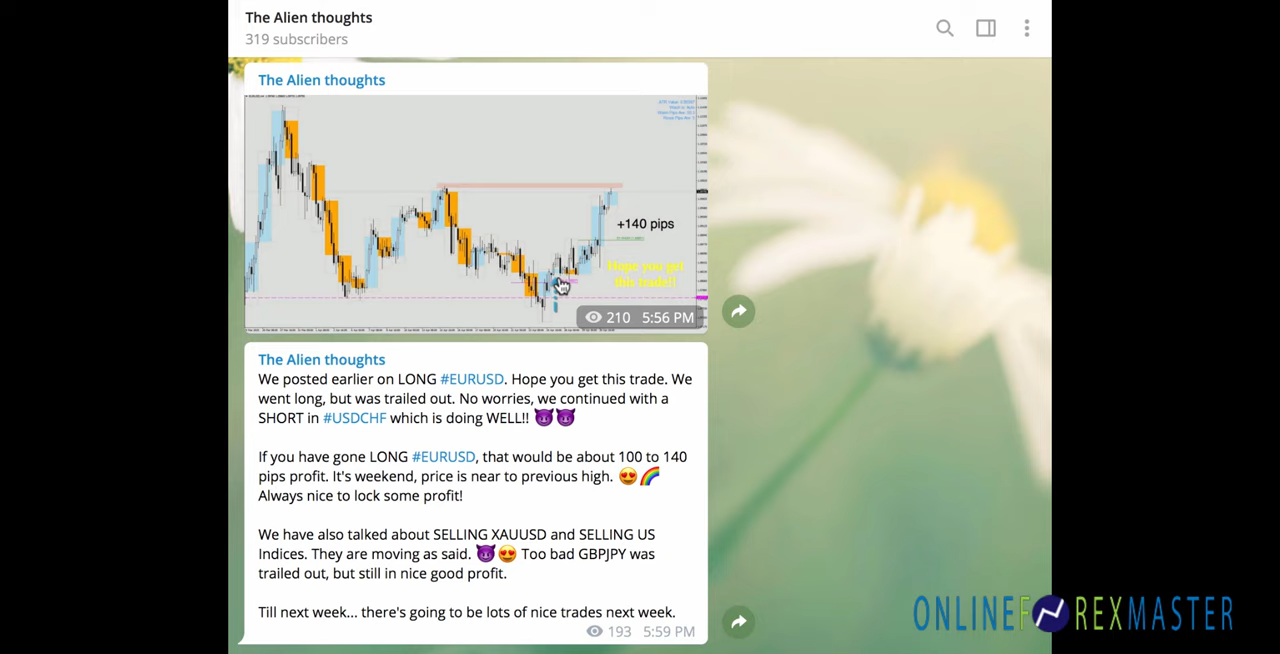 The Alien thoughts
319 subscribers
The Alien thoughts
+140 pips
Hope you get
this trade!!
210 5:56 PM
The Alien thoughts
We posted earlier on LONG #EURUSD. Hope you get this trade. We
went long, but was trailed out. No worries, we continued with a
SHORT in #USDCHF which is doing WELL!! 😈😈
If you have gone LONG #EURUSD, that would be about 100 to 140
pips profit. It's weekend, price is near to previous high. 😍🌈
Always nice to lock some profit!
We have also talked about SELLING XAUUSD and SELLING US
Indices. They are moving as said. 😈😍 Too bad GBPJPY was
trailed out, but still in nice good profit.
Till next week... there's going to be lots of nice trades next week.
193 5:59 PM
ONLINEFOREXMASTER